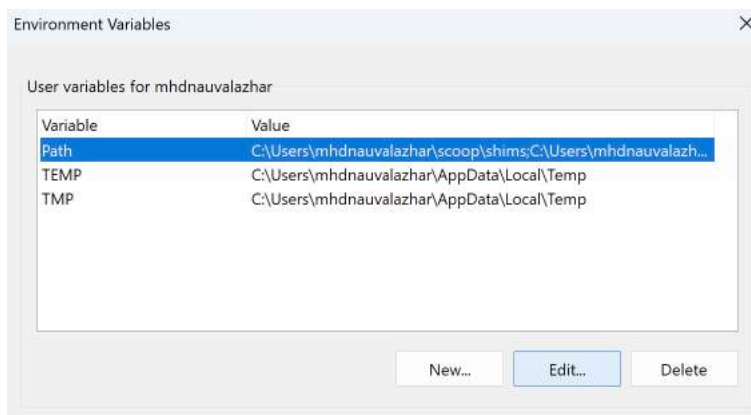 Environment Variables
User variables for mhdnauvalazhar
Variable Value
Path C:\Users\mhdnauvalazhar\scoop\shims;C:\Users\mhdnauvalazh...
TEMP C:\Users\mhdnauvalazhar\AppData\Local\Temp
TMP C:\Users\mhdnauvalazhar\AppData\Local\Temp
New... Edit... Delete